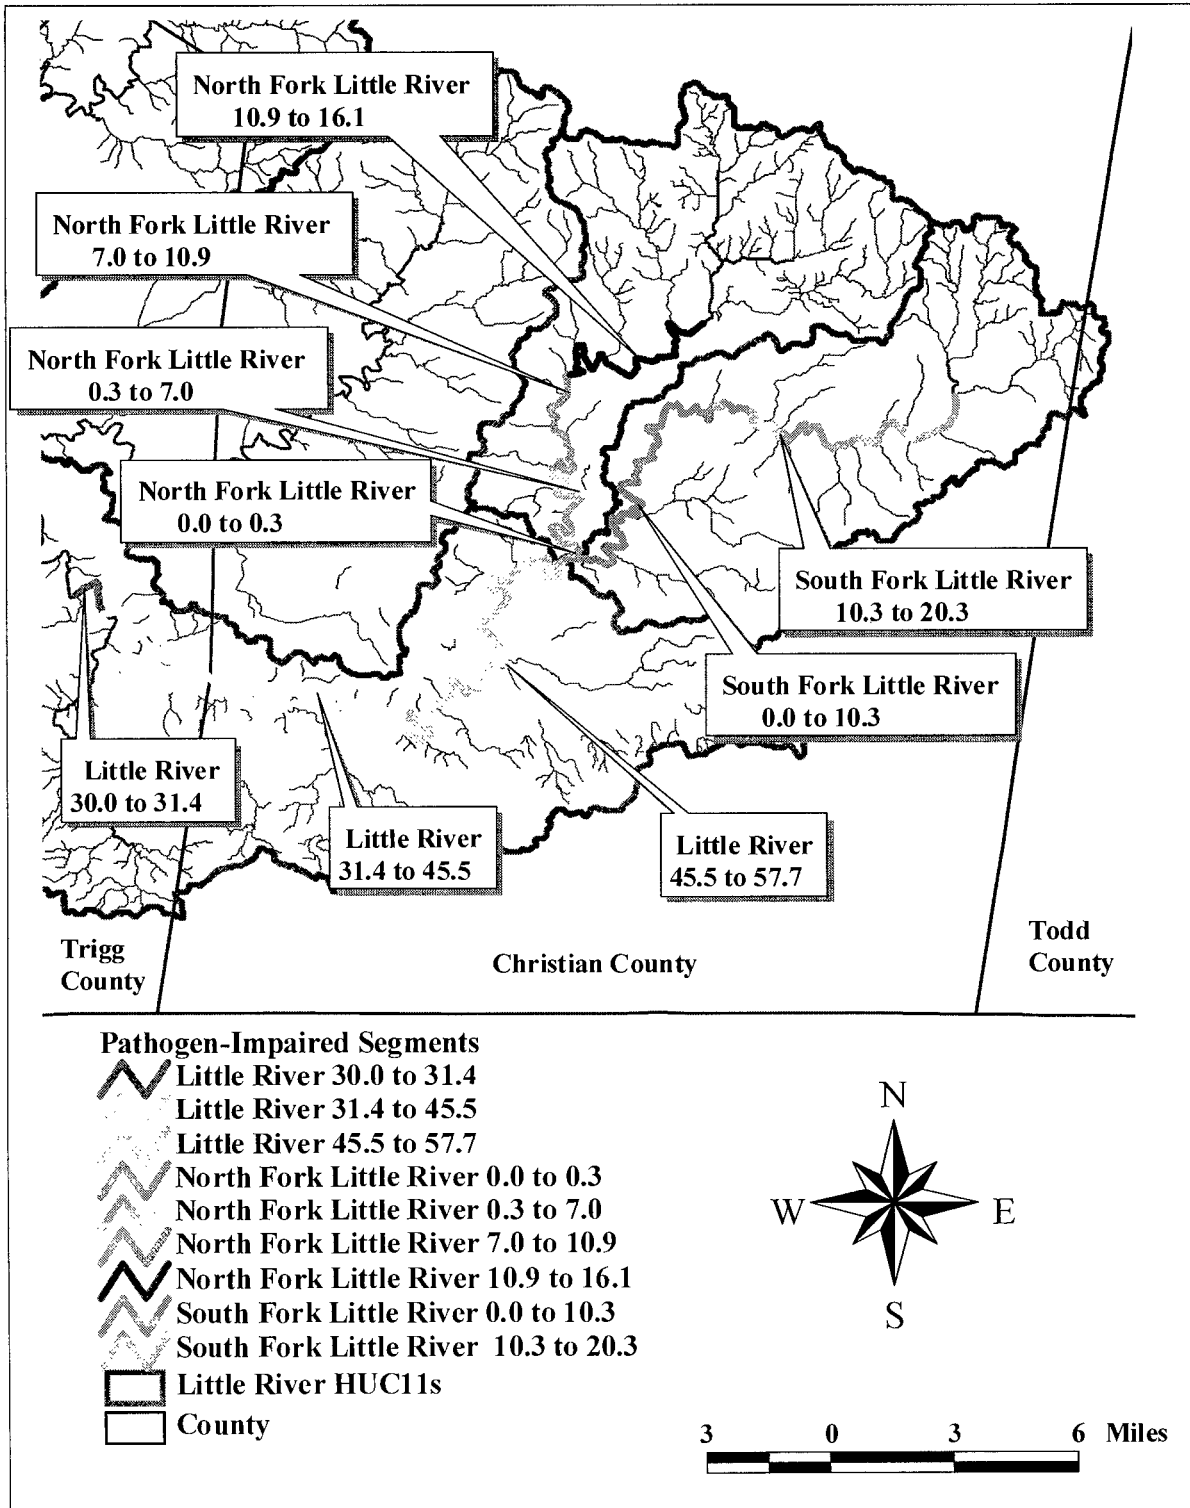 North Fork Little River
10.9 to 16.1
North Fork Little River
7.0 to 10.9
North Fork Little River
0.3 to 7.0
North Fork Little River
0.0 to 0.3
South Fork Little River
10.3 to 20.3
South Fork Little River
0.0 to 10.3
Little River
30.0 to 31.4
Little River
31.4 to 45.5
Little River
45.5 to 57.7
Trigg
County
Christian County
Todd
County
Pathogen-Impaired Segments
Little River 30.0 to 31.4
Little River 31.4 to 45.5
Little River 45.5 to 57.7
North Fork Little River 0.0 to 0.3
North Fork Little River 0.3 to 7.0
North Fork Little River 7.0 to 10.9
North Fork Little River 10.9 to 16.1
South Fork Little River 0.0 to 10.3
South Fork Little River 10.3 to 20.3
Little River HUC11s
County
N
W E
S
3 0 3 6 Miles